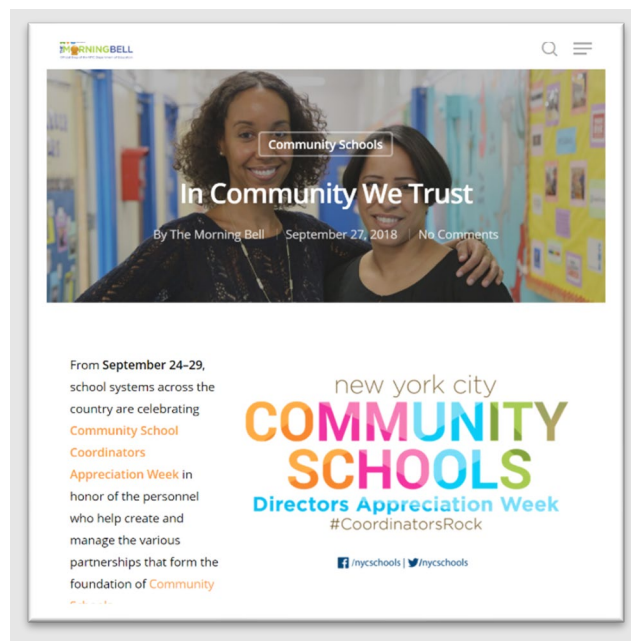 MORNINGBELL
Community Schools
In Community We Trust
By The Morning Bell | September 27, 2018 | No Comments
From September 24–29,
school systems across the
country are celebrating
Community School
Coordinators
Appreciation Week in
honor of the personnel
who help create and
manage the various
partnerships that form the
foundation of Community
new york city
COMMUNITY
SCHOOLS
Directors Appreciation Week
#CoordinatorsRock
/nycschools | /nycschools